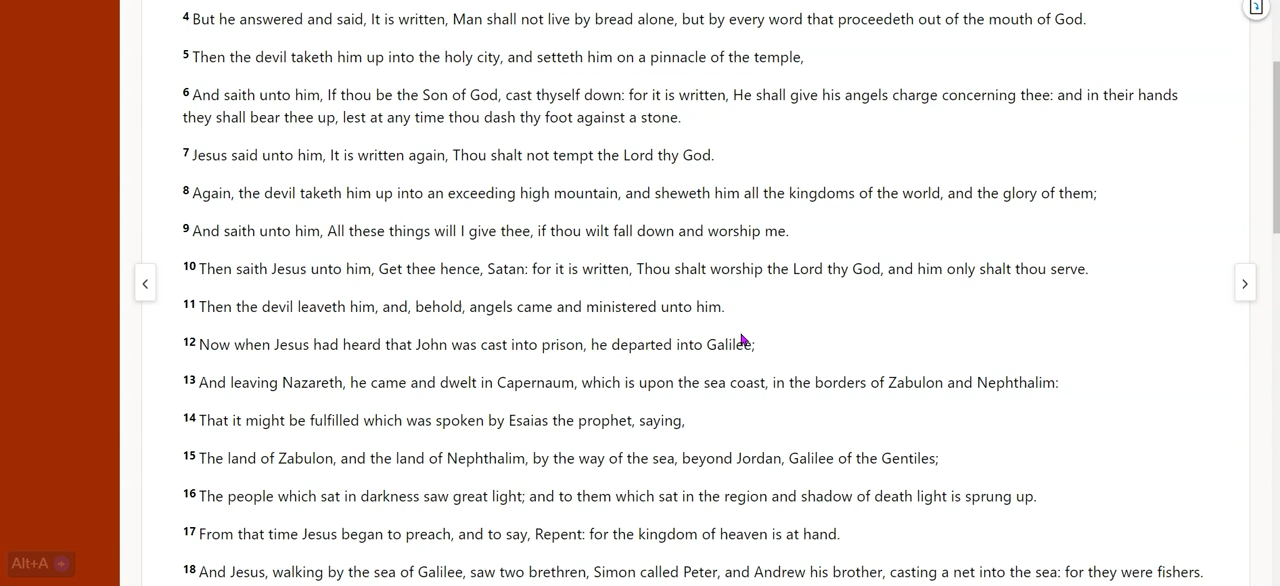 4 But he answered and said, It is written, Man shall not live by bread alone, but by every word that proceedeth out of the mouth of God.
5 Then the devil taketh him up into the holy city, and setteth him on a pinnacle of the temple,
6 And saith unto him, If thou be the Son of God, cast thyself down: for it is written, He shall give his angels charge concerning thee: and in their hands
they shall bear thee up, lest at any time thou dash thy foot against a stone.
7 Jesus said unto him, It is written again, Thou shalt not tempt the Lord thy God.
8 Again, the devil taketh him up into an exceeding high mountain, and sheweth him all the kingdoms of the world, and the glory of them;
9 And saith unto him, All these things will I give thee, if thou wilt fall down and worship me.
10 Then saith Jesus unto him, Get thee hence, Satan: for it is written, Thou shalt worship the Lord thy God, and him only shalt thou serve.
11 Then the devil leaveth him, and, behold, angels came and ministered unto him.
12 Now when Jesus had heard that John was cast into prison, he departed into Galilee;
13 And leaving Nazareth, he came and dwelt in Capernaum, which is upon the sea coast, in the borders of Zabulon and Nephthalim:
14 That it might be fulfilled which was spoken by Esaias the prophet, saying,
15 The land of Zabulon, and the land of Nephthalim, by the way of the sea, beyond Jordan, Galilee of the Gentiles;
16 The people which sat in darkness saw great light; and to them which sat in the region and shadow of death light is sprung up.
17 From that time Jesus began to preach, and to say, Repent: for the kingdom of heaven is at hand.
Alt+A
18 And Jesus, walking by the sea of Galilee, saw two brethren, Simon called Peter, and Andrew his brother, casting a net into the sea: for they were fishers.